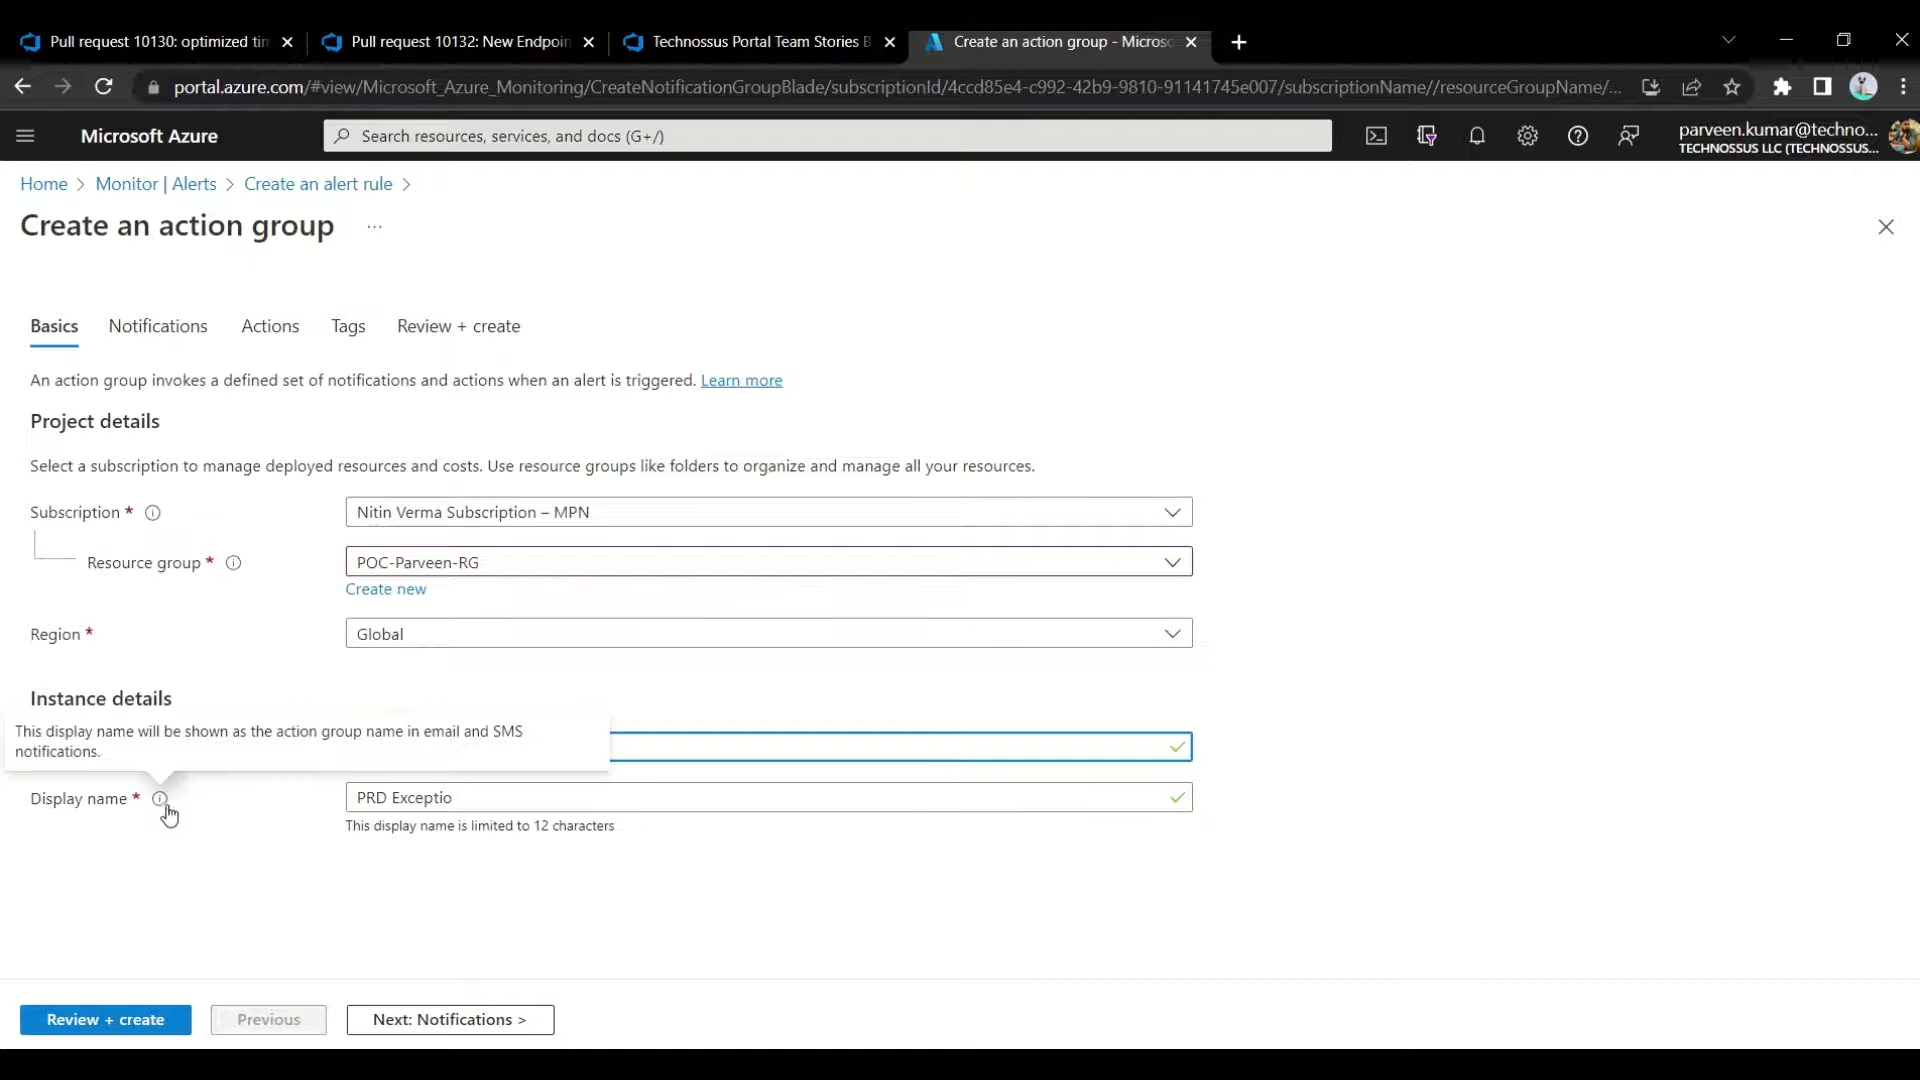 Pull request 10130: optimized tim
Pull request 10132: New Endpoin
Technossus Portal Team Stories B
Create an action group - Microso
portal.azure.com/#view/Microsoft_Azure_Monitoring/CreateNotificationGroupBlade/subscriptionId/4ccd85e4-c992-42b9-9810-91141745e007/subscriptionName//resourceGroupName/...
Microsoft Azure
Search resources, services, and docs (G+/)
parveen.kumar@techno...
TECHNOSSUS LLC (TECHNOSSUS...
Home > Monitor | Alerts > Create an alert rule >
Create an action group ...
Basics Notifications Actions Tags Review + create
An action group invokes a defined set of notifications and actions when an alert is triggered. Learn more
Project details
Select a subscription to manage deployed resources and costs. Use resource groups like folders to organize and manage all your resources.
Subscription * Nitin Verma Subscription – MPN
Resource group * POC-Parveen-RG
Create new
Region * Global
Instance details
This display name will be shown as the action group name in email and SMS
notifications.
Display name * PRD Exceptio
This display name is limited to 12 characters
Review + create Previous Next: Notifications >